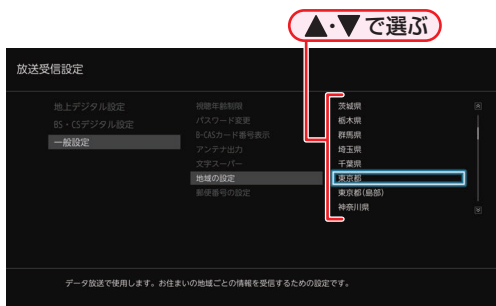 ▲・▼で選ぶ
放送受信設定
地上デジタル設定
BS・CSデジタル設定
一般設定
視聴年齢制限
パスワード変更
B-CASカード番号表示
アンテナ出力
文字スーパー
地域の設定
郵便番号の設定
茨城県
栃木県
群馬県
埼玉県
千葉県
東京都
東京都(島部)
神奈川県
データ放送で使用します。お住まいの地域ごとの情報を受信するための設定です。